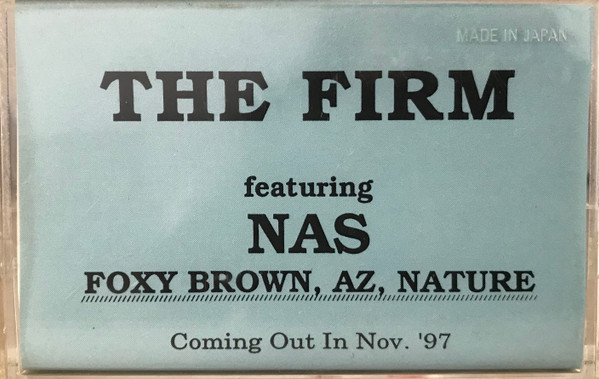 MADE IN JAPAN
THE FIRM
featuring
NAS
FOXY BROWN, AZ, NATURE
Coming Out In Nov. '97